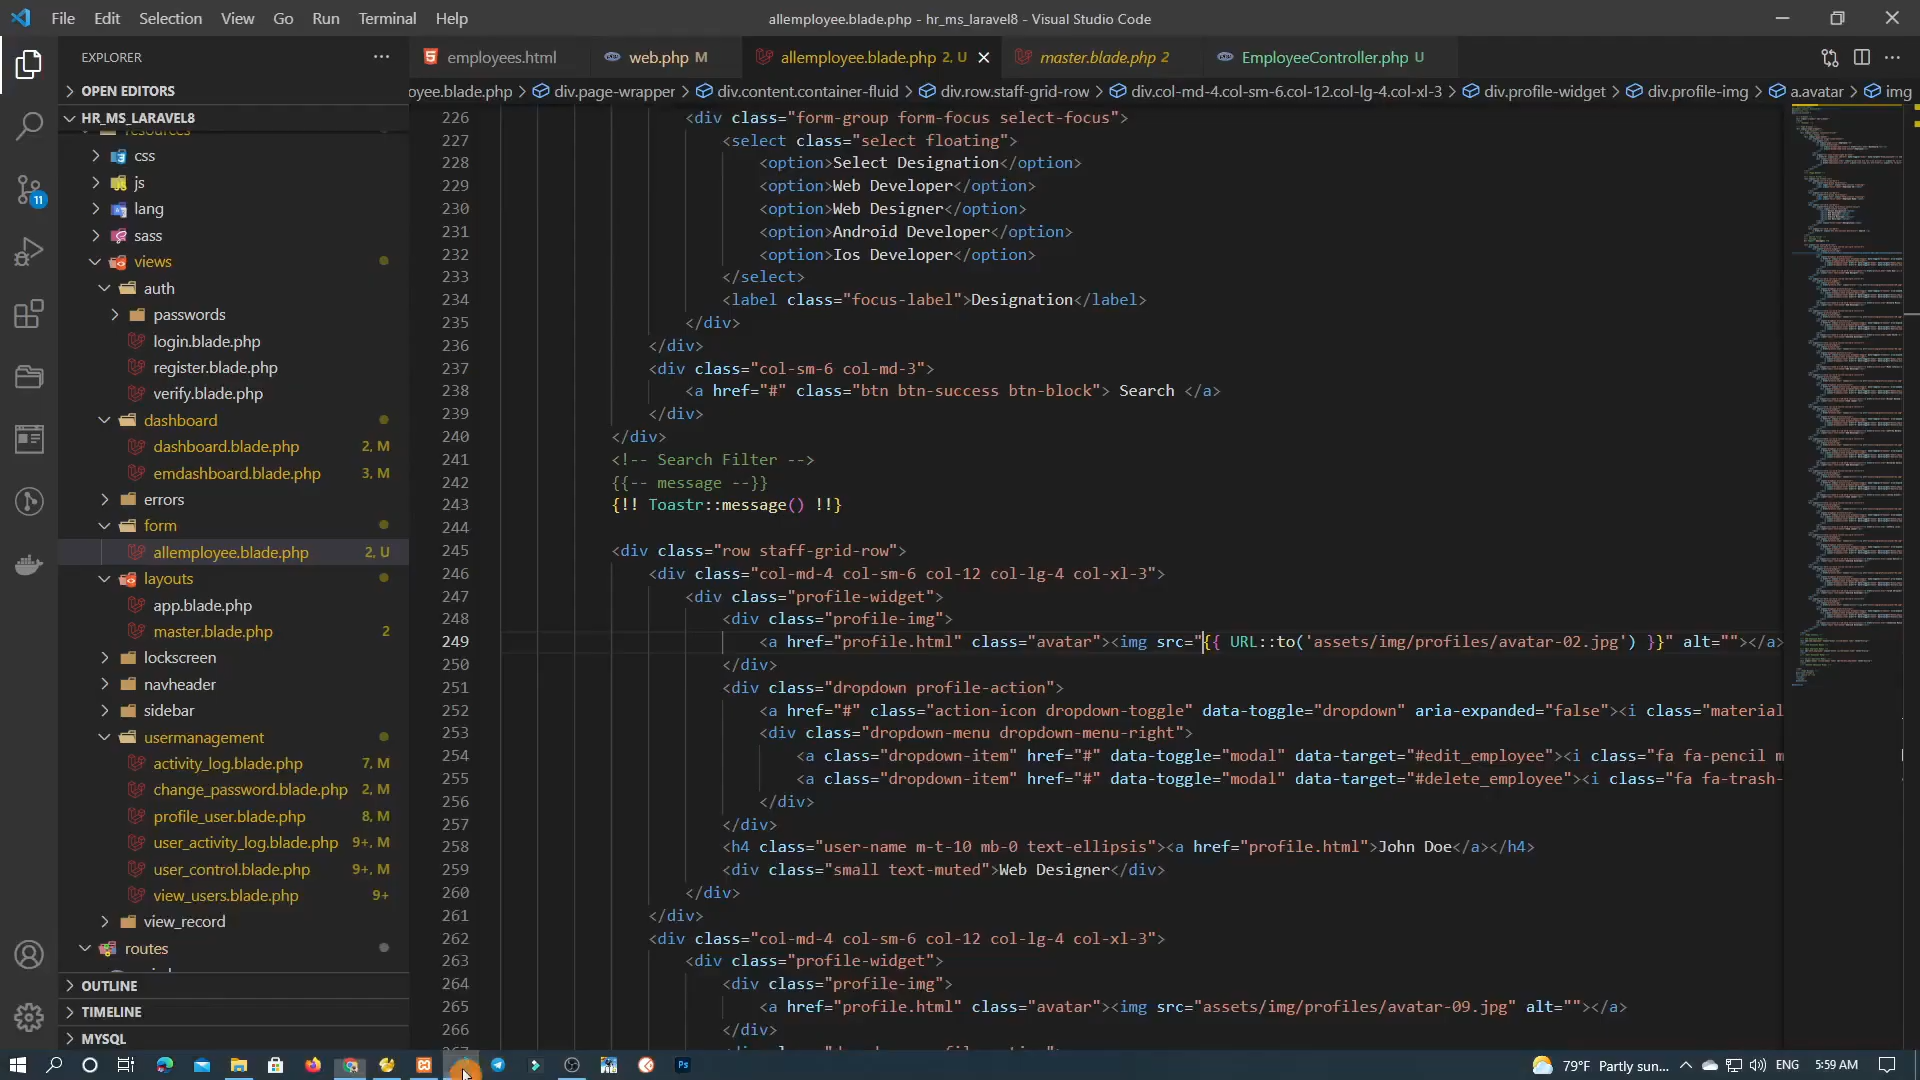 File Edit Selection View Go Run Terminal Help
allemployee.blade.php - hr_ms_laravel8 - Visual Studio Code
EXPLORER
employees.html
web.php M
allemployee.blade.php 2, U
master.blade.php 2
EmployeeController.php U
OPEN EDITORS
oyee.blade.php > div.page-wrapper > div.content.container-fluid > div.row.staff-grid-row > div.col-md-4.col-sm-6.col-12.col-lg-4.col-xl-3 > div.profile-widget > div.profile-img > a.avatar > img
HR_MS_LARAVEL8
resources
css
js
lang
sass
views
auth
passwords
login.blade.php
register.blade.php
verify.blade.php
dashboard
dashboard.blade.php 2, M
emdashboard.blade.php 3, M
errors
form
allemployee.blade.php 2, U
layouts
app.blade.php
master.blade.php 2
lockscreen
navheader
sidebar
usermanagement
activity_log.blade.php 7, M
change_password.blade.php 2, M
profile_user.blade.php 8, M
user_activity_log.blade.php 9+, M
user_control.blade.php 9+, M
view_users.blade.php 9+
view_record
routes
OUTLINE
TIMELINE
MYSQL
11
226 <div class="form-group form-focus select-focus">
227 <select class="select floating">
228 <option>Select Designation</option>
229 <option>Web Developer</option>
230 <option>Web Designer</option>
231 <option>Android Developer</option>
232 <option>Ios Developer</option>
233 </select>
234 <label class="focus-label">Designation</label>
235 </div>
236 </div>
237 <div class="col-sm-6 col-md-3">
238 <a href="#" class="btn btn-success btn-block"> Search </a>
239 </div>
240 </div>
241 <!-- Search Filter -->
242 {{-- message --}}
243 {!! Toastr::message() !!}
244
245 <div class="row staff-grid-row">
246 <div class="col-md-4 col-sm-6 col-12 col-lg-4 col-xl-3">
247 <div class="profile-widget">
248 <div class="profile-img">
249 <a href="profile.html" class="avatar"><img src="{{ URL::to('assets/img/profiles/avatar-02.jpg') }}" alt=""></a>
250 </div>
251 <div class="dropdown profile-action">
252 <a href="#" class="action-icon dropdown-toggle" data-toggle="dropdown" aria-expanded="false"><i class="material
253 <div class="dropdown-menu dropdown-menu-right">
254 <a class="dropdown-item" href="#" data-toggle="modal" data-target="#edit_employee"><i class="fa fa-pencil m
255 <a class="dropdown-item" href="#" data-toggle="modal" data-target="#delete_employee"><i class="fa fa-trash-
256 </div>
257 </div>
258 <h4 class="user-name m-t-10 mb-0 text-ellipsis"><a href="profile.html">John Doe</a></h4>
259 <div class="small text-muted">Web Designer</div>
260 </div>
261 </div>
262 <div class="col-md-4 col-sm-6 col-12 col-lg-4 col-xl-3">
263 <div class="profile-widget">
264 <div class="profile-img">
265 <a href="profile.html" class="avatar"><img src="assets/img/profiles/avatar-09.jpg" alt=""></a>
266 </div>
79°F Partly sun... ENG 5:59 AM